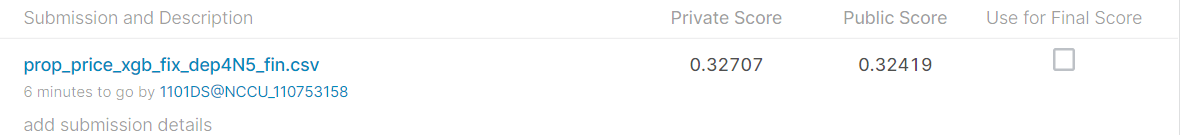 Submission and Description Private Score Public Score Use for Final Score
prop_price_xgb_fix_dep4N5_fin.csv 0.32707 0.32419
6 minutes to go by 1101DS@NCCU_110753158
add submission details